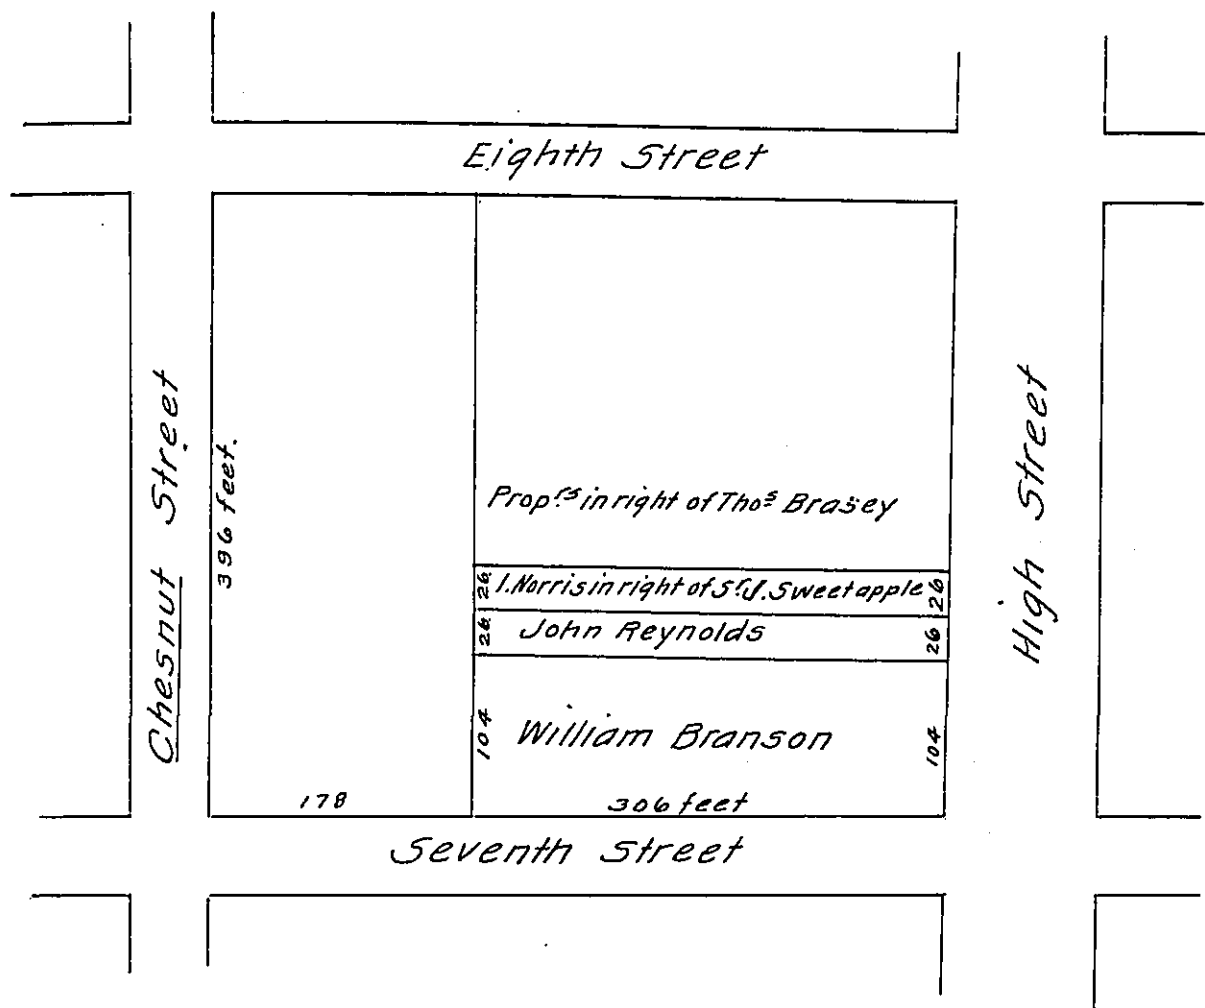 Eighth Street
Chesnut Street
396 feet.
High Street
Prop.rs in right of Thos Brasey
26 I. Norris in right of Sr J. Sweetapple 26
26 John Reynolds 26
104 William Branson 104
178 306 feet
Seventh Street